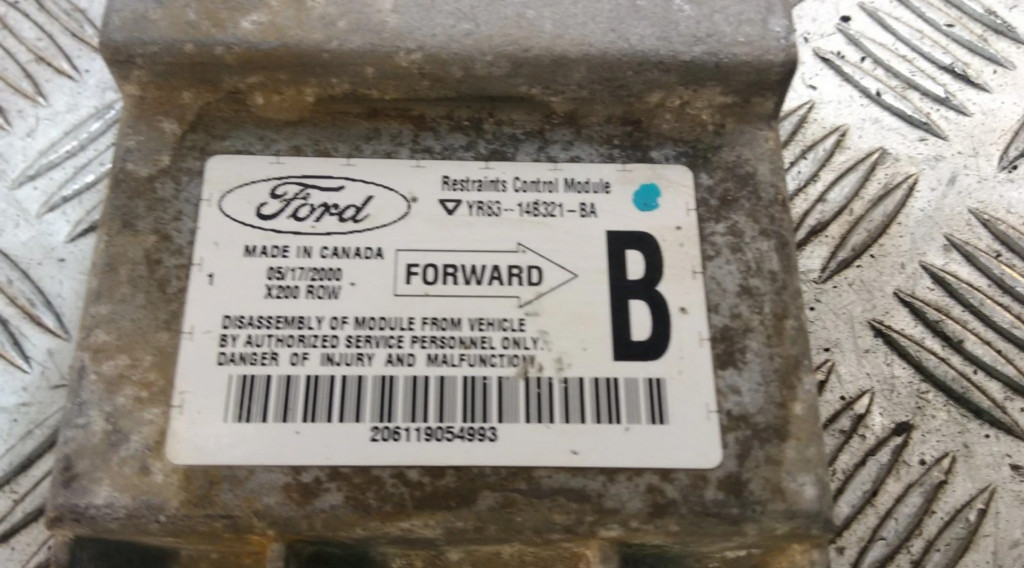 Ford
Restraints Control Module
YR83-14B321-BA
MADE IN CANADA
05/17/2000
X200 ROW
1
FORWARD
B
DISASSEMBLY OF MODULE FROM VEHICLE
BY AUTHORIZED SERVICE PERSONNEL ONLY.
DANGER OF INJURY AND MALFUNCTION
206119054993